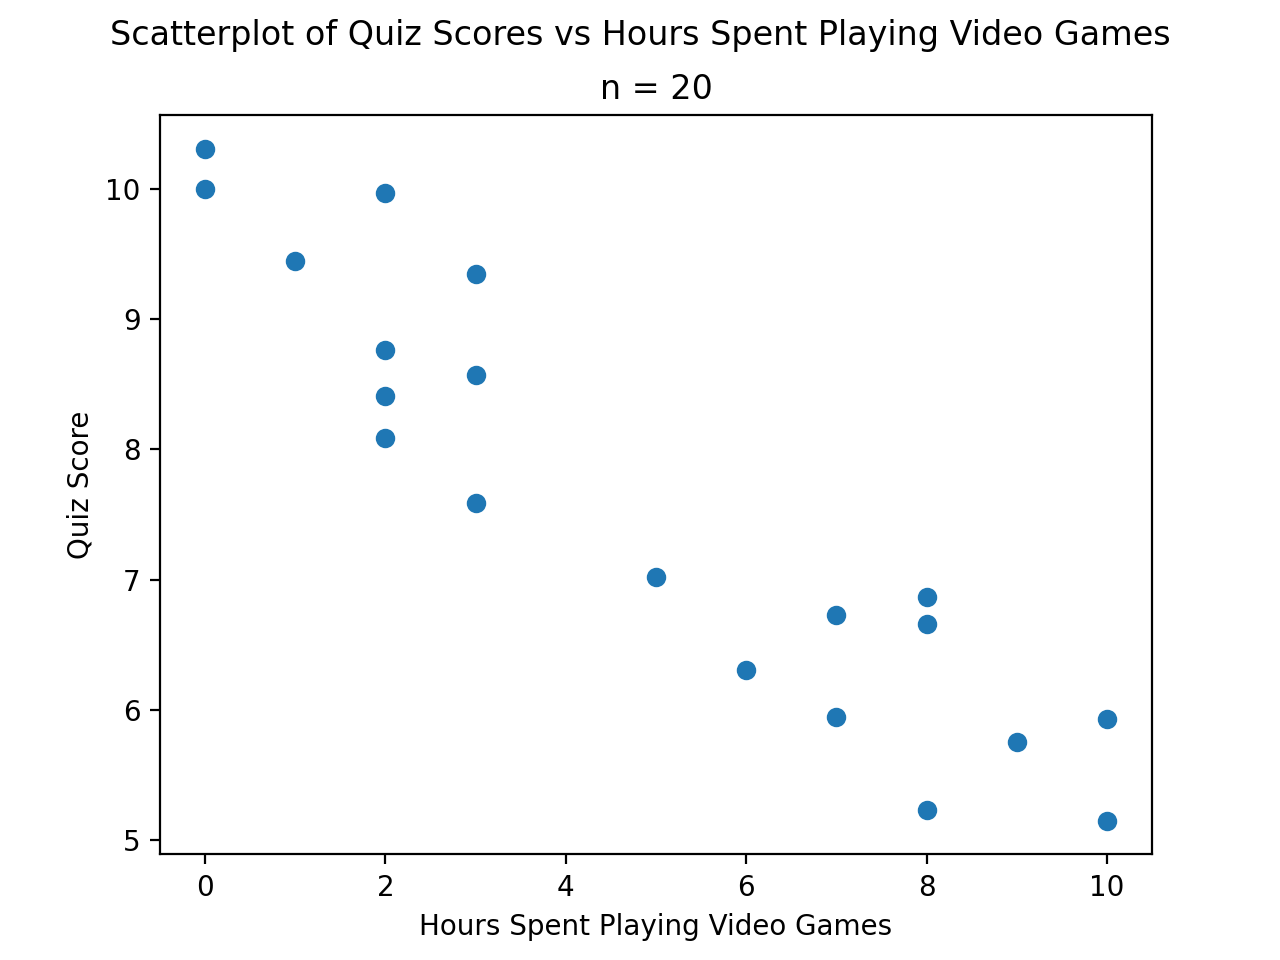 Scatterplot of Quiz Scores vs Hours Spent Playing Video Games
n = 20
10
9
8
7
6
5
Quiz Score
0 2 4 6 8 10
Hours Spent Playing Video Games